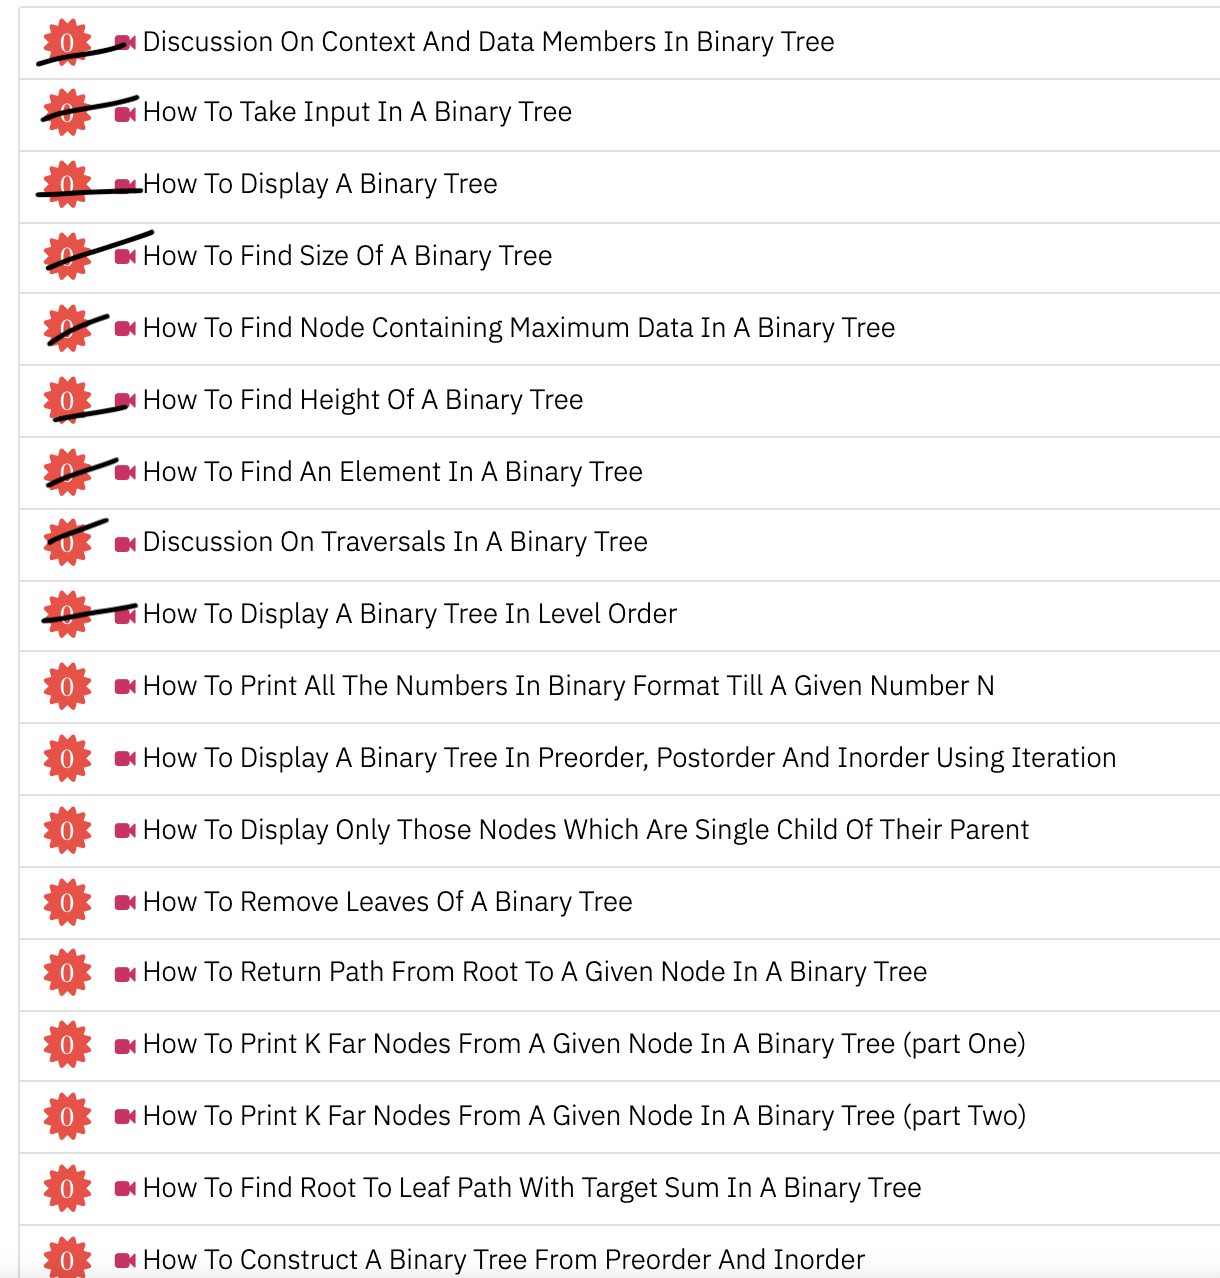 0 Discussion On Context And Data Members In Binary Tree
0 How To Take Input In A Binary Tree
0 How To Display A Binary Tree
0 How To Find Size Of A Binary Tree
0 How To Find Node Containing Maximum Data In A Binary Tree
0 How To Find Height Of A Binary Tree
0 How To Find An Element In A Binary Tree
0 Discussion On Traversals In A Binary Tree
0 How To Display A Binary Tree In Level Order
0 How To Print All The Numbers In Binary Format Till A Given Number N
0 How To Display A Binary Tree In Preorder, Postorder And Inorder Using Iteration
0 How To Display Only Those Nodes Which Are Single Child Of Their Parent
0 How To Remove Leaves Of A Binary Tree
0 How To Return Path From Root To A Given Node In A Binary Tree
0 How To Print K Far Nodes From A Given Node In A Binary Tree (part One)
0 How To Print K Far Nodes From A Given Node In A Binary Tree (part Two)
0 How To Find Root To Leaf Path With Target Sum In A Binary Tree
0 How To Construct A Binary Tree From Preorder And Inorder